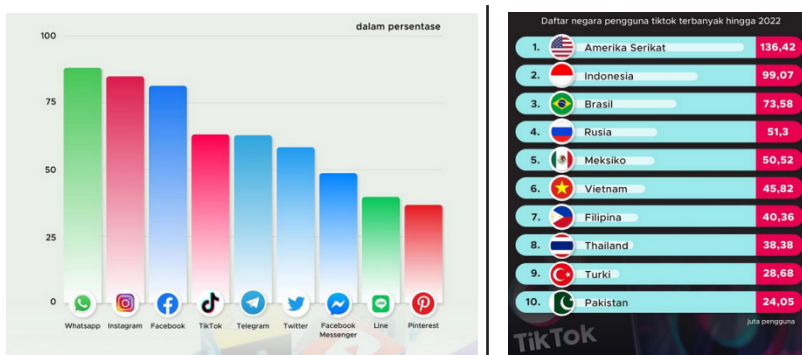 dalam persentase
100
75
50
25
0
Whatsapp Instagram Facebook TikTok Telegram Twitter Facebook Messenger Line Pinterest
Daftar negara pengguna tiktok terbanyak hingga 2022
1. Amerika Serikat 136,42
2. Indonesia 99,07
3. Brasil 73,58
4. Rusia 51,3
5. Meksiko 50,52
6. Vietnam 45,82
7. Filipina 40,36
8. Thailand 38,38
9. Turki 28,68
10. Pakistan 24,05
juta pengguna
TikTok